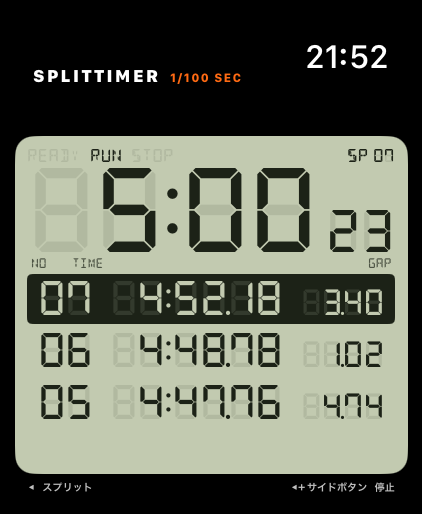 21:52
SPLITTIMER 1/100 SEC
READY RUN STOP SP 07
5:00 23
NO TIME GAP
07 4:52.18 3.40
06 4:48.78 1.02
05 4:47.76 4.74
◀ スプリット ◀+サイドボタン 停止